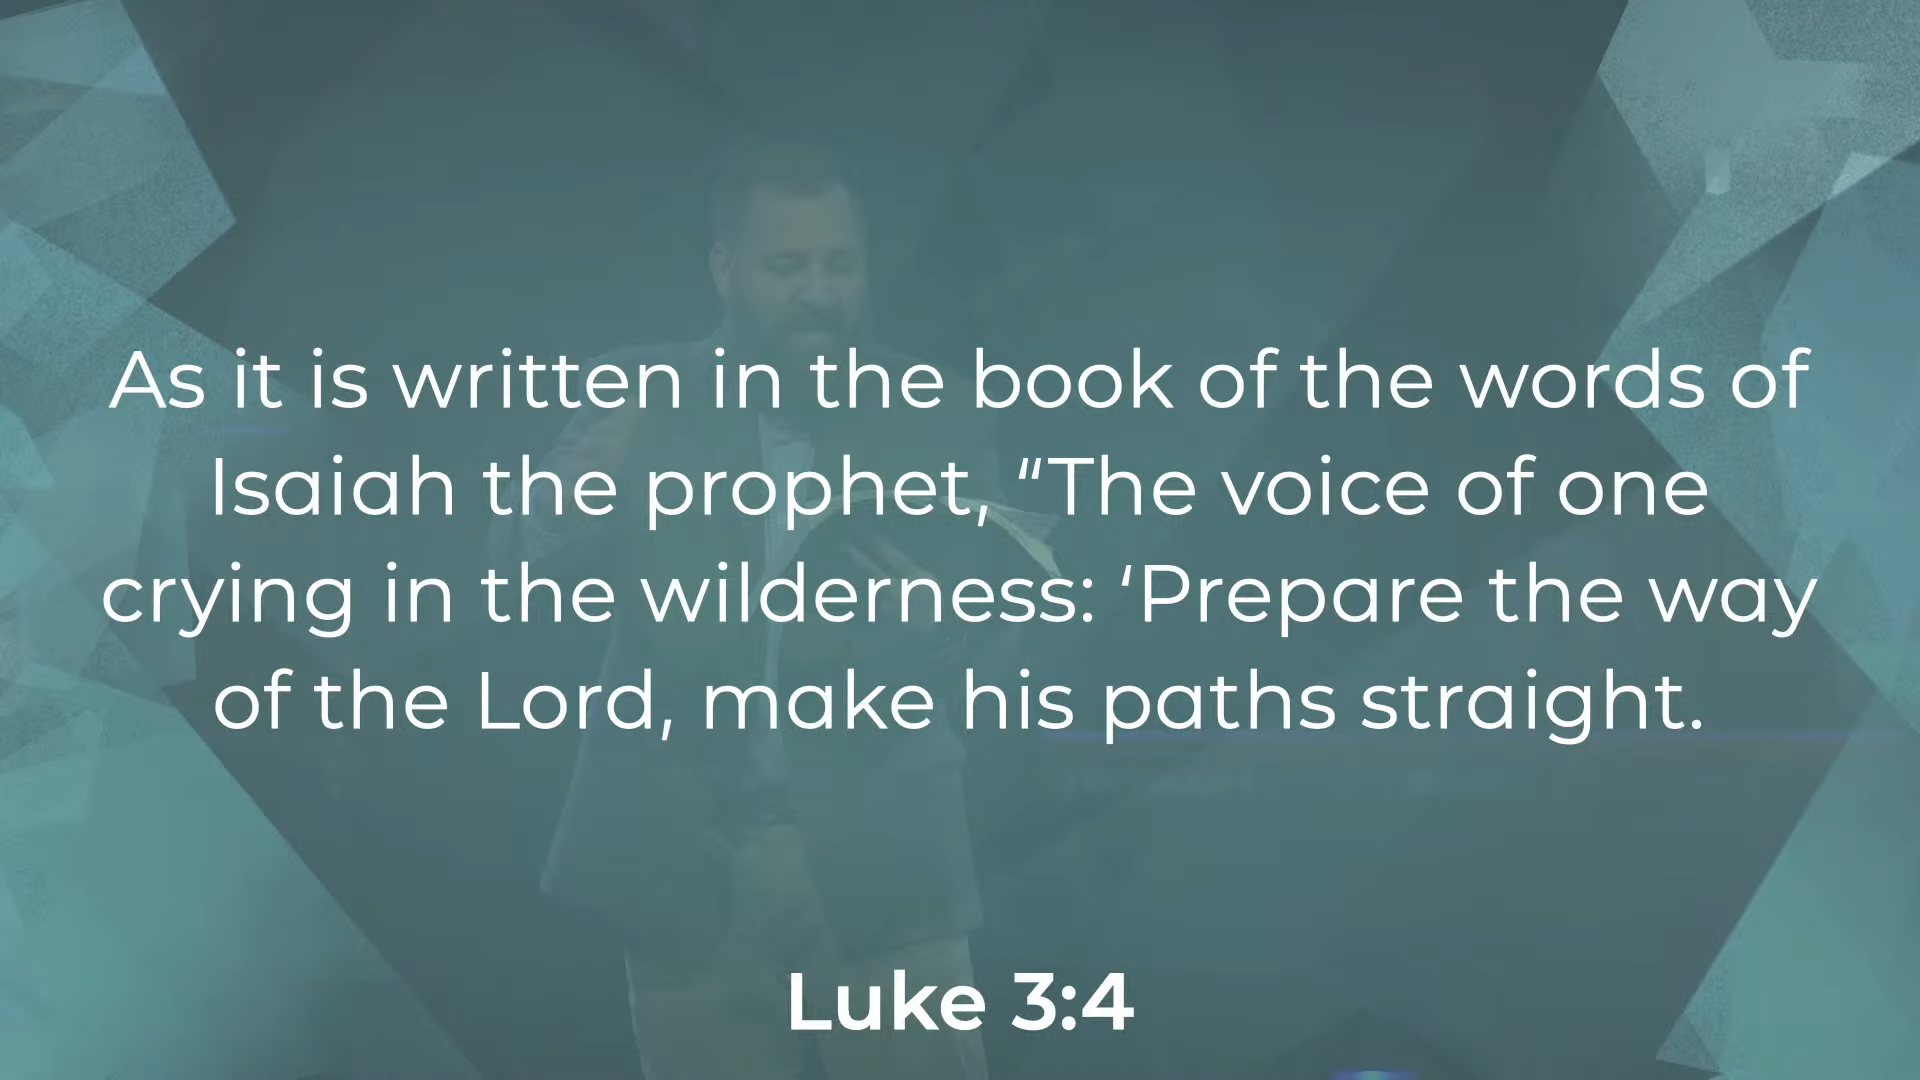 As it is written in the book of the words of
Isaiah the prophet, “The voice of one
crying in the wilderness: ‘Prepare the way
of the Lord, make his paths straight.
Luke 3:4